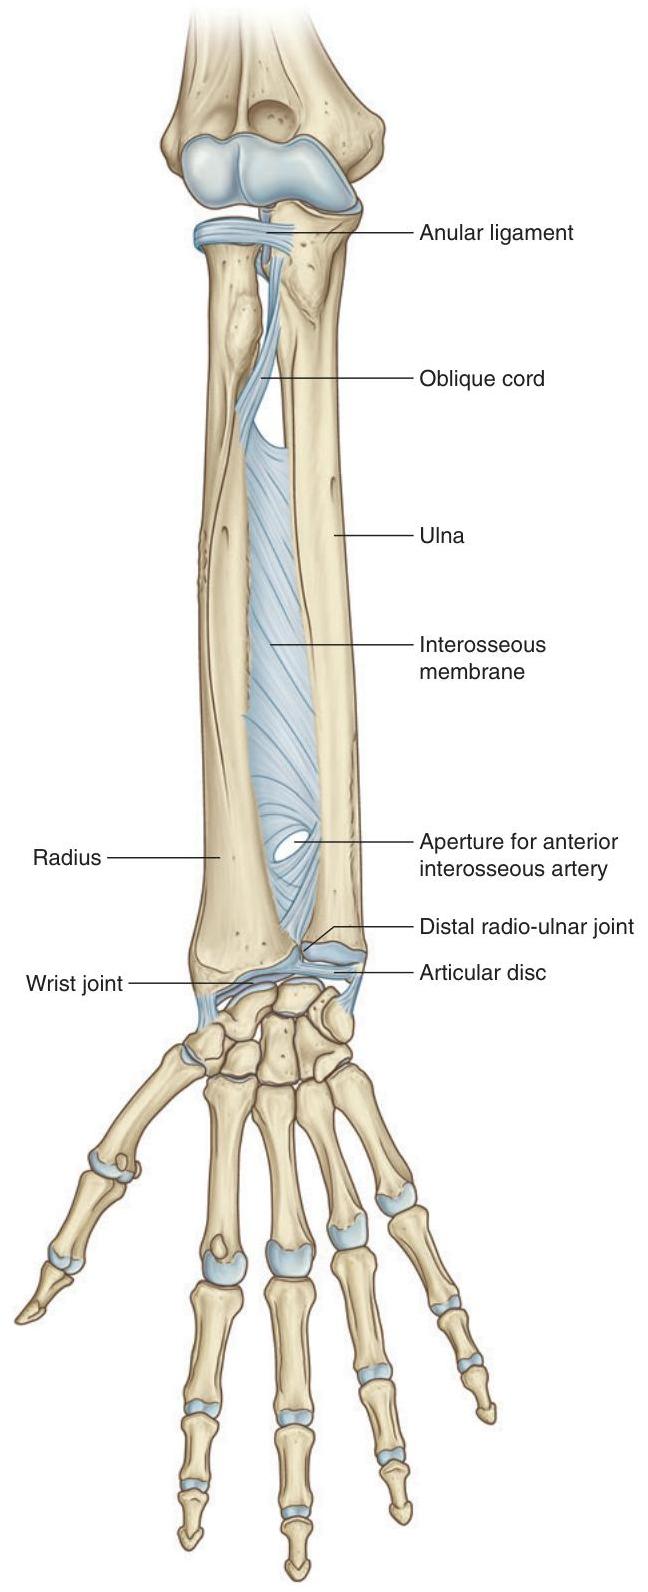 Anular ligament
Oblique cord
Ulna
Interosseous
membrane
Aperture for anterior
interosseous artery
Radius
Distal radio-ulnar joint
Articular disc
Wrist joint